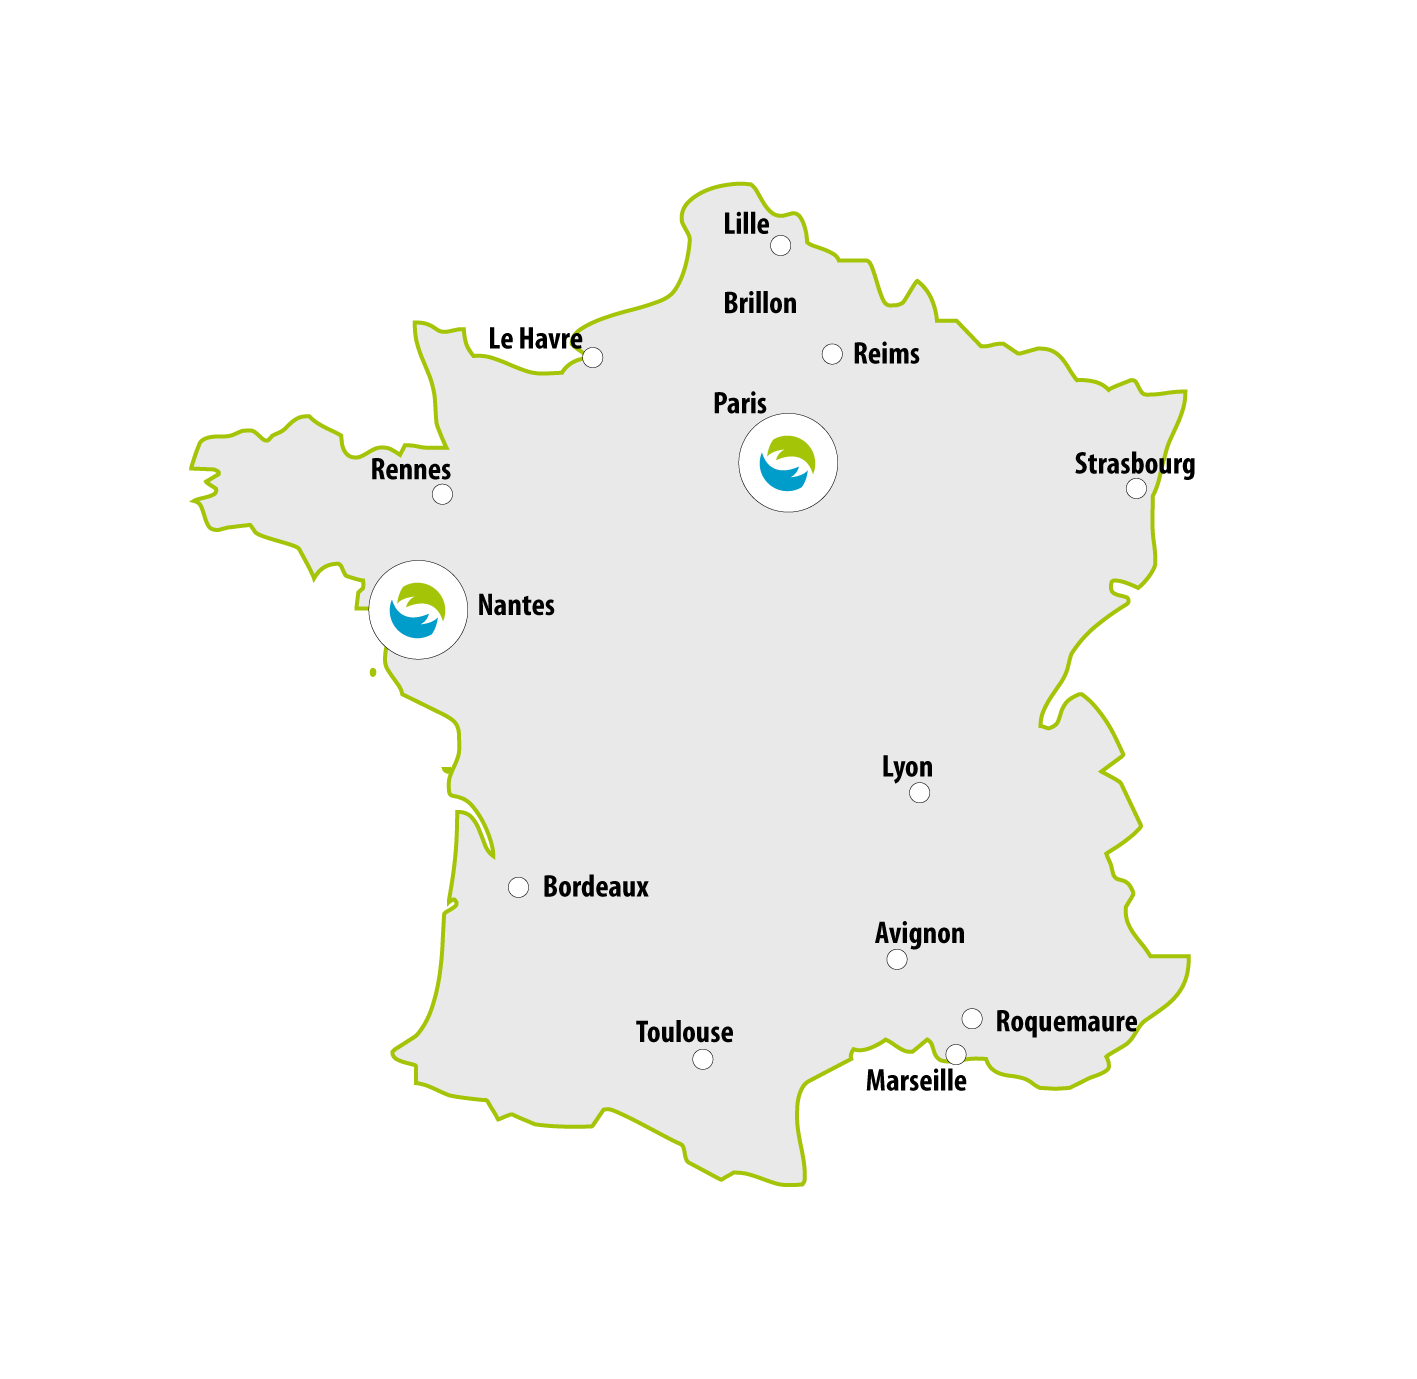 Lille
Brillon
Le Havre
Reims
Paris
Rennes
Strasbourg
Nantes
Lyon
Bordeaux
Avignon
Roquemaure
Toulouse
Marseille